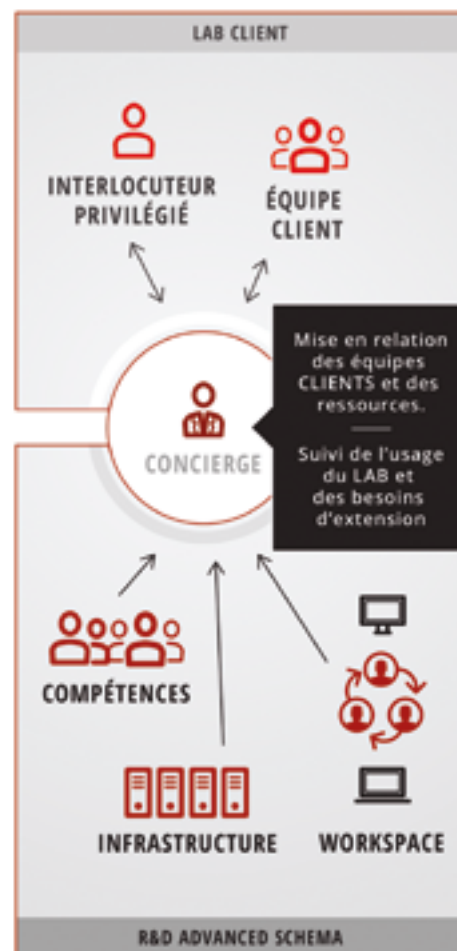 LAB CLIENT
INTERLOCUTEUR
PRIVILÉGIÉ
ÉQUIPE
CLIENT
Mise en relation
des équipes
CLIENTS et des
ressources.
Suivi de l'usage
du LAB et
des besoins
d'extension
CONCIERGE
COMPÉTENCES
INFRASTRUCTURE
WORKSPACE
R&D ADVANCED SCHEMA